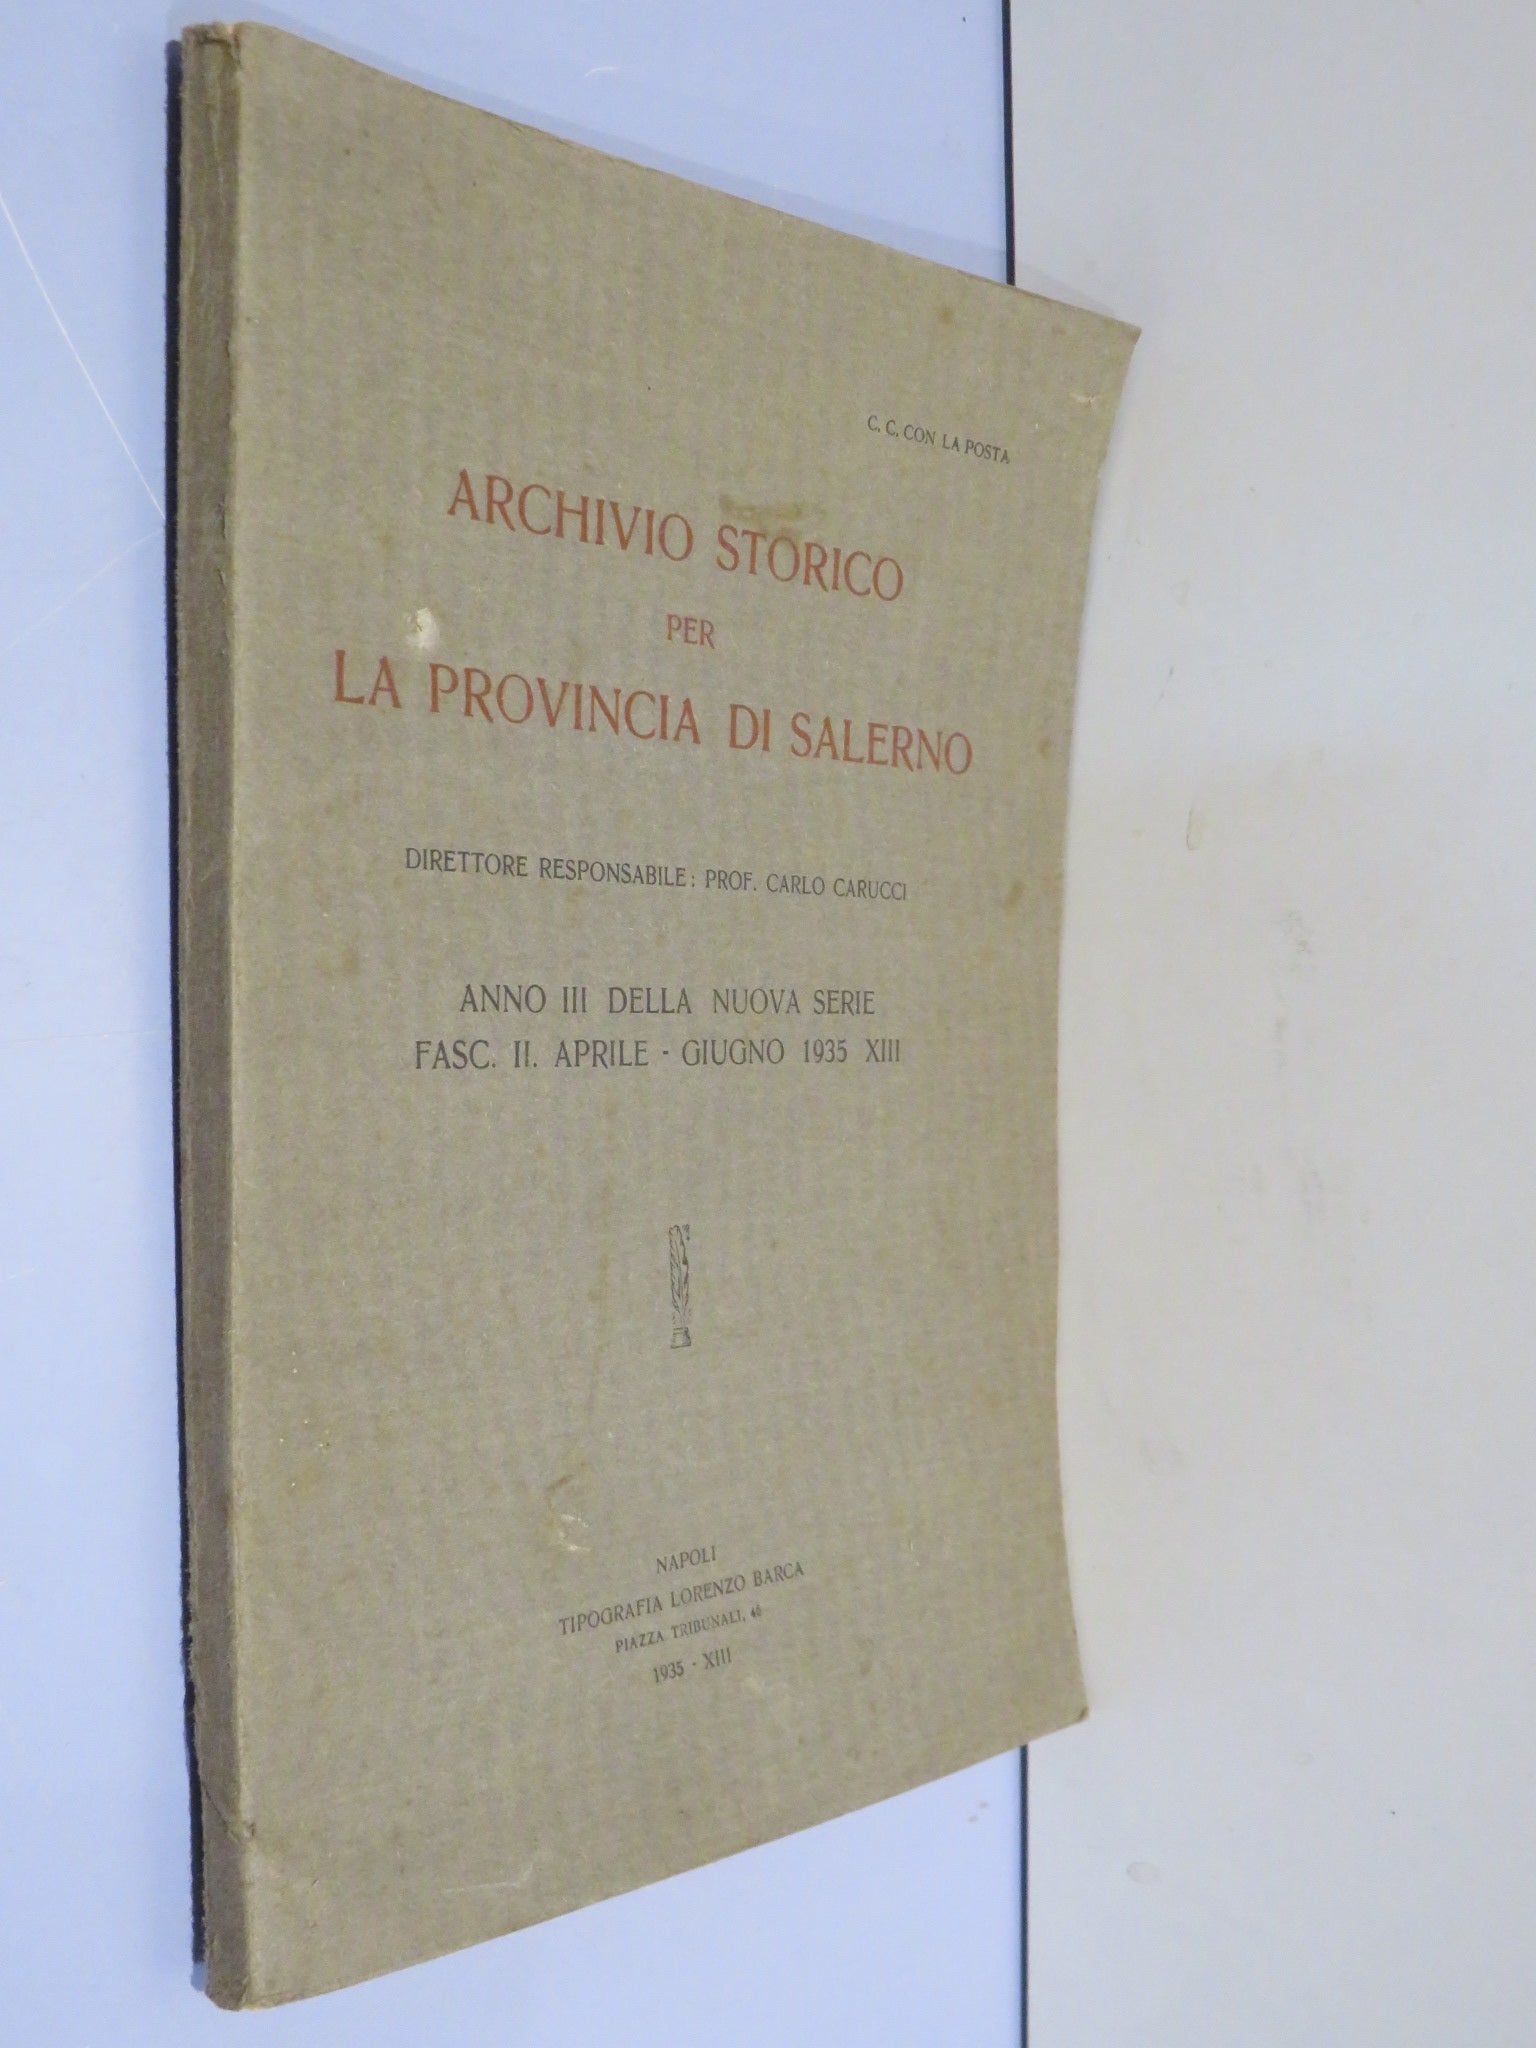 C. C. CON LA POSTA
ARCHIVIO STORICO
PER
LA PROVINCIA DI SALERNO
DIRETTORE RESPONSABILE: PROF. CARLO CARUCCI
ANNO III DELLA NUOVA SERIE
FASC. II. APRILE - GIUGNO 1935 XIII
NAPOLI
TIPOGRAFIA LORENZO BARCA
PIAZZA TRIBUNALI,
1935 - XIII